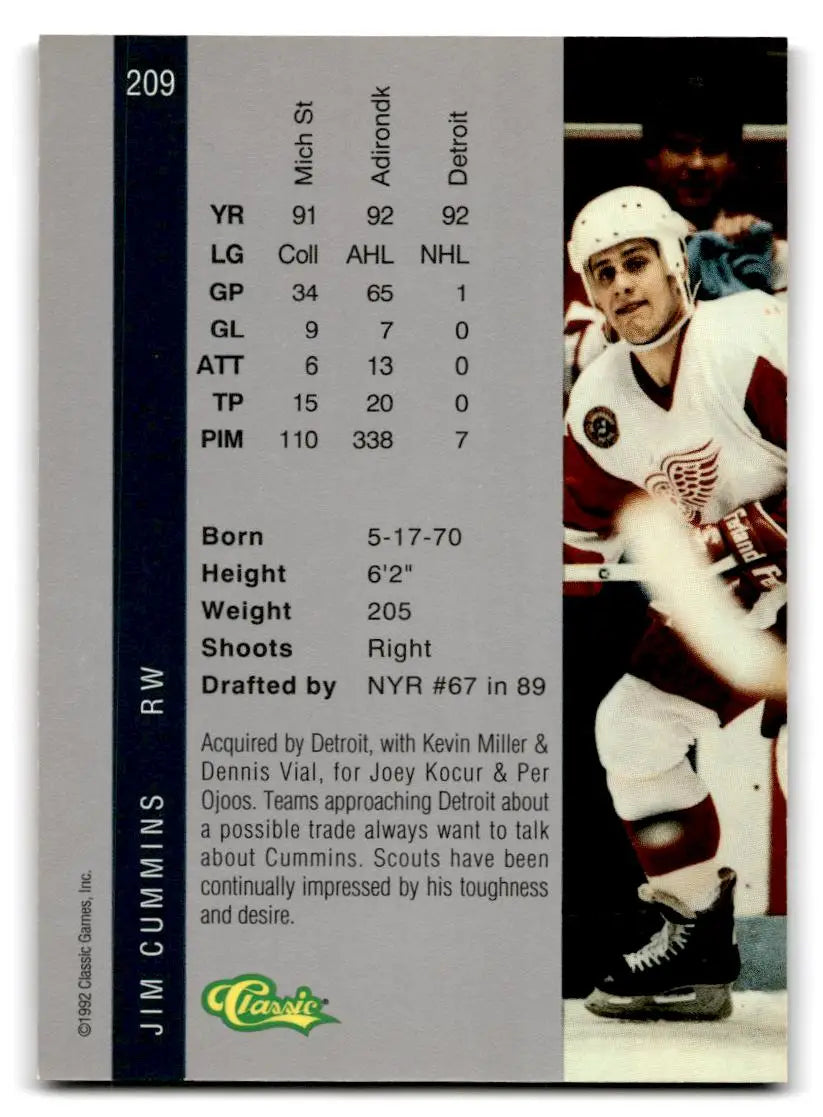 209
Mich St Adirondk Detroit
YR 91 92 92
LG Coll AHL NHL
GP 34 65 1
GL 9 7 0
ATT 6 13 0
TP 15 20 0
PIM 110 338 7
Born 5-17-70
Height 6'2"
Weight 205
Shoots Right
Drafted by NYR #67 in 89
Acquired by Detroit, with Kevin Miller &
Dennis Vial, for Joey Kocur & Per
Ojoos. Teams approaching Detroit about
a possible trade always want to talk
about Cummins. Scouts have been
continually impressed by his toughness
and desire.
Classic
JIM CUMMINS RW
©1992 Classic Games, Inc.